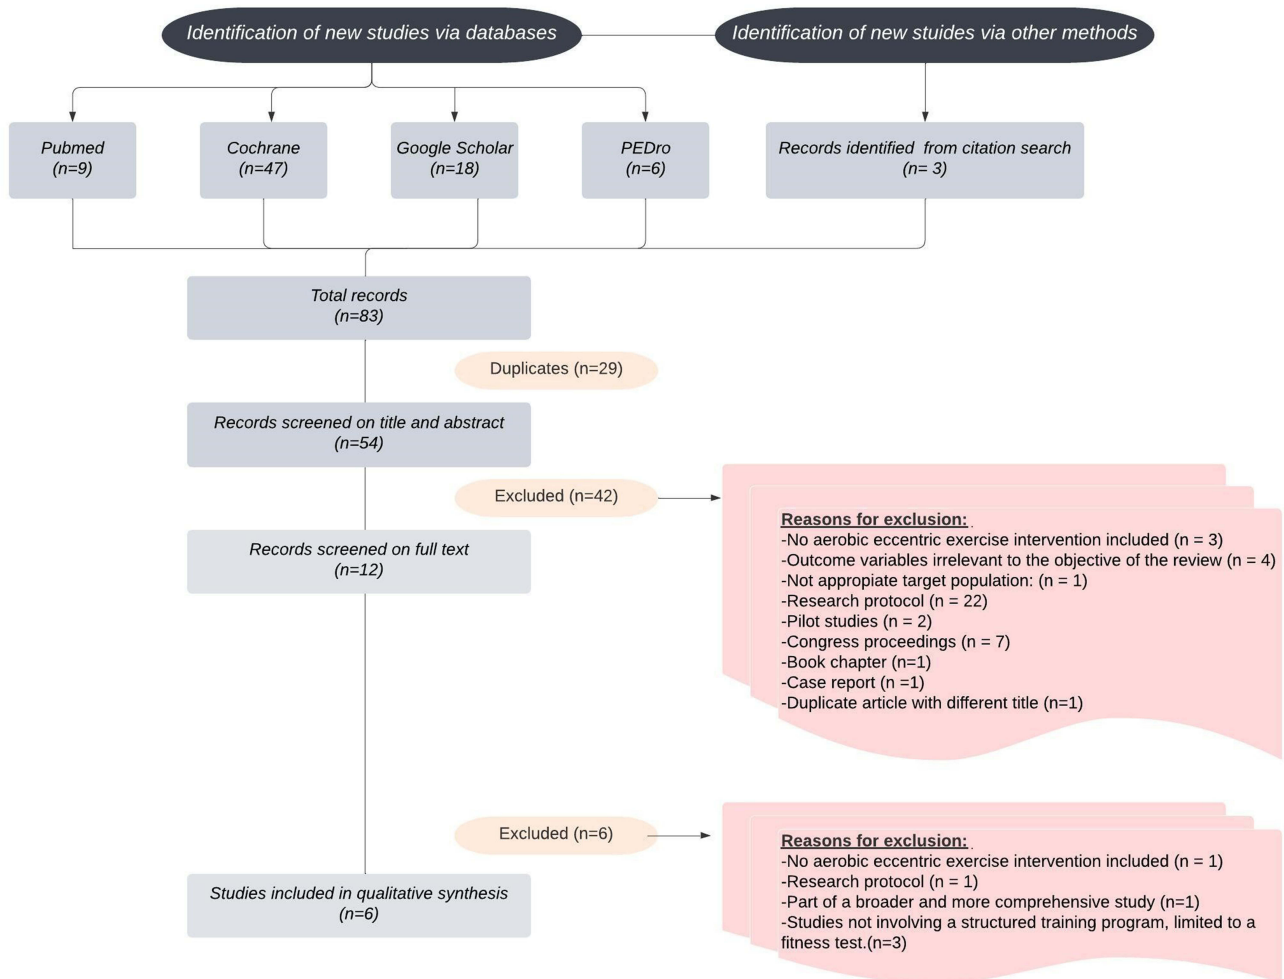 Identification of new studies via databases
Identification of new stuides via other methods
Pubmed
(n=9)
Cochrane
(n=47)
Google Scholar
(n=18)
PEDro
(n=6)
Records identified from citation search
(n= 3)
Total records
(n=83)
Duplicates (n=29)
Records screened on title and abstract
(n=54)
Excluded (n=42)
Reasons for exclusion:
-No aerobic eccentric exercise intervention included (n = 3)
-Outcome variables irrelevant to the objective of the review (n = 4)
-Not appropiate target population: (n = 1)
-Research protocol (n = 22)
-Pilot studies (n = 2)
-Congress proceedings (n = 7)
-Book chapter (n=1)
-Case report (n =1)
-Duplicate article with different title (n=1)
Records screened on full text
(n=12)
Excluded (n=6)
Reasons for exclusion:
-No aerobic eccentric exercise intervention included (n = 1)
-Research protocol (n = 1)
-Part of a broader and more comprehensive study (n=1)
-Studies not involving a structured training program, limited to a
fitness test.(n=3)
Studies included in qualitative synthesis
(n=6)